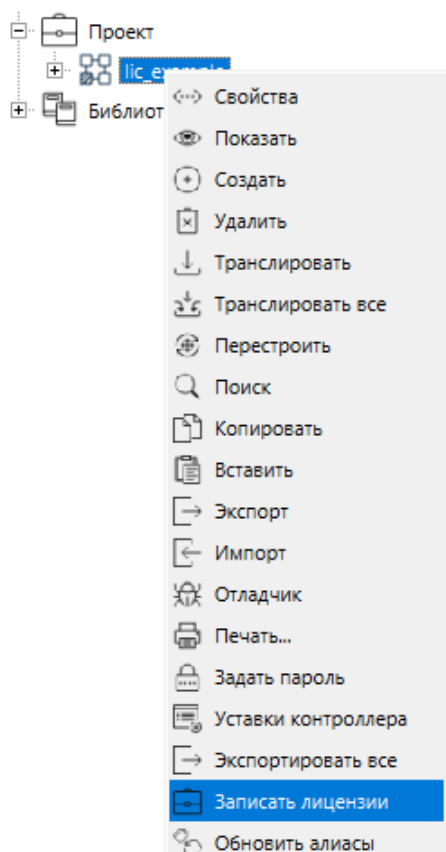 Проект
Библиот
Свойства
Показать
Создать
Удалить
Транслировать
Транслировать все
Перестроить
Поиск
Копировать
Вставить
Экспорт
Импорт
Отладчик
Печать...
Задать пароль
Уставки контроллера
Экспортировать все
Записать лицензии
Обновить алиасы